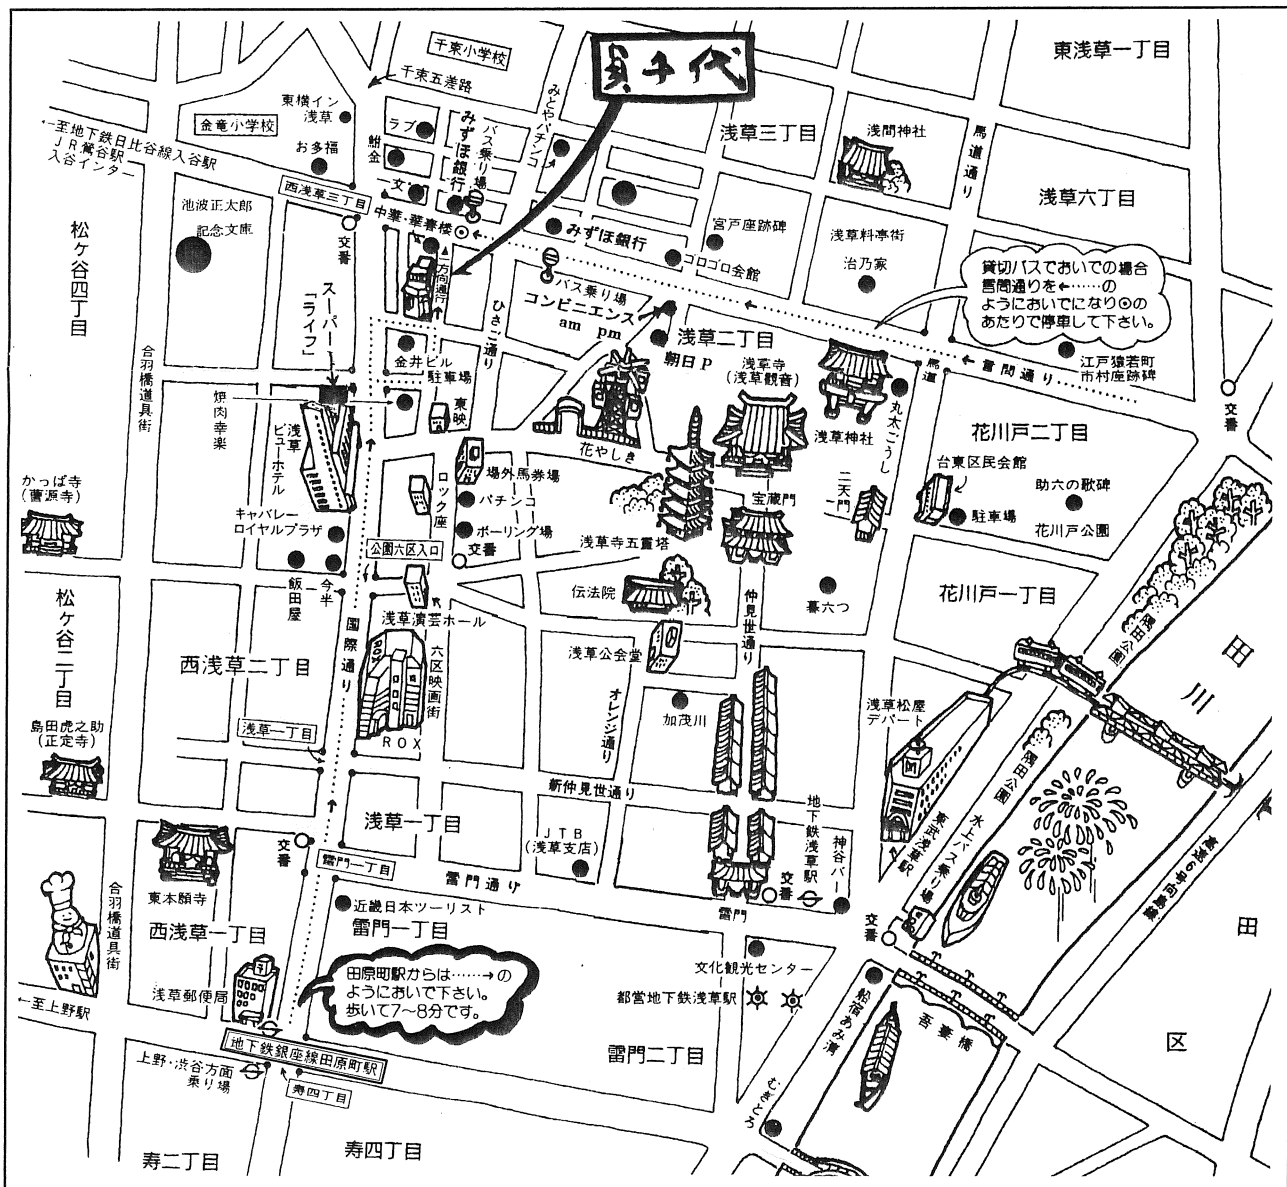 千束小学校
貞千代
東浅草一丁目
千束五差路
みとやパチンコ
東横イン
浅草
金竜小学校
お多福
ラブ
鮒金
文
みずほ銀行
バス乗り場
浅草三丁目
浅間神社
馬道通り
浅草六丁目
←至地下鉄日比谷線入谷駅
JR鶯谷駅
入谷インター
西浅草三丁目
池波正太郎
記念文庫
交番
中華・華春楼
みずほ銀行
宮戸座跡碑
ゴロゴロ会館
浅草料亭街
治乃家
貸切バスでおいでの場合
言問通りを←……の
ようにおいでになり⊙の
あたりで停車して下さい。
松ヶ谷四丁目
スーパー
「ライフ」
一方向通行
ひさご通り
バス乗り場
コンビニエンス
am pm
浅草二丁目
朝日P
浅草寺
(浅草観音)
馬道
言問通り
江戸猿若町
市村座跡碑
交番
合羽橋道具街
金井ビル
駐車場
焼肉幸楽
東映
浅草
ビューホテル
花やしき
浅草神社
丸太ごうし
花川戸二丁目
台東区民会館
助六の歌碑
駐車場
花川戸公園
かっぱ寺
(曹源寺)
ロック座
場外馬券場
パチンコ
ボーリング場
交番
宝蔵門
二天門
キャバレー
ロイヤルプラザ
公園六区入口
浅草寺五重塔
飯田屋
今半
伝法院
仲見世通り
暮六つ
花川戸一丁目
隅田公園
松ヶ谷二丁目
浅草演芸ホール
国際通り
西浅草二丁目
ROX
六区映画街
浅草公会堂
オレンジ通り
加茂川
浅草松屋
デパート
田川
浅草一丁目
ROX
島田虎之助
(正定寺)
新仲見世通り
隅田公園
浅草一丁目
JTB
(浅草支店)
地下鉄浅草駅
神谷バー
東武浅草駅
水上バス乗り場
高速6号向島線
交番
雷門一丁目
雷門通り
東本願寺
合羽橋道具街
近畿日本ツーリスト
雷門
交番
西浅草一丁目
雷門一丁目
交番
田
文化観光センター
浅草郵便局
田原町駅からは……→の
ようにおいで下さい。
歩いて7〜8分です。
都営地下鉄浅草駅
船宿あみ清
吾妻橋
←至上野駅
地下鉄銀座線田原町駅
雷門二丁目
区
上野・渋谷方面
乗り場
寿四丁目
むぎとろ
寿二丁目
寿四丁目